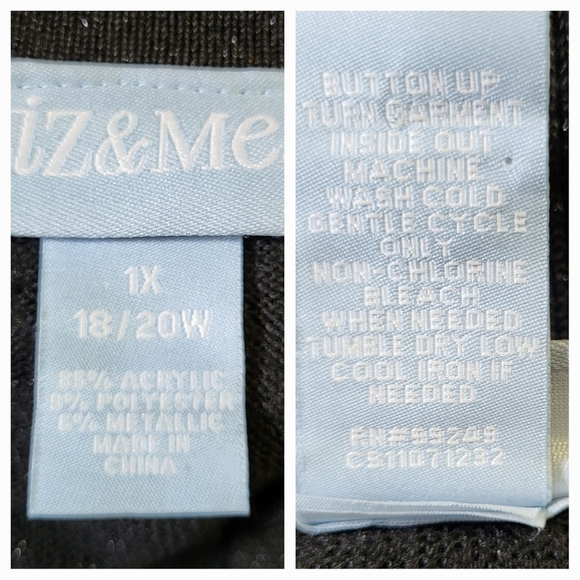 iz&Me
1X
18/20W
85% ACRYLIC
9% POLYESTER
6% METALLIC
MADE IN
CHINA
BUTTON UP
TURN GARMENT
INSIDE OUT
MACHINE
WASH COLD
GENTLE CYCLE
ONLY
NON-CHLORINE
BLEACH
WHEN NEEDED
TUMBLE DRY LOW
COOL IRON IF
NEEDED
RN#99249
CS11071232